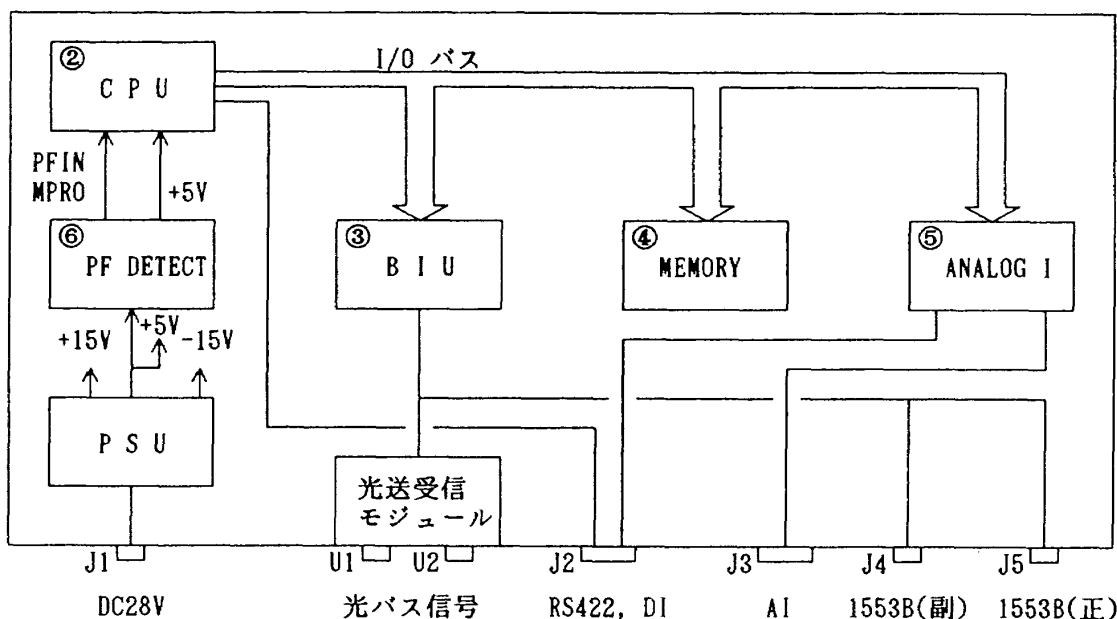 ② I/O バス
C P U
PFIN
MPRO
+5V
⑥
PF DETECT
③
B I U
④
MEMORY
⑤
ANALOG I
+15V
+5V
-15V
P S U
光送受信
モジュール
J1
U1
U2
J2
J3
J4
J5
DC28V
光バス信号
RS422, DI
AI
1553B(副)
1553B(正)